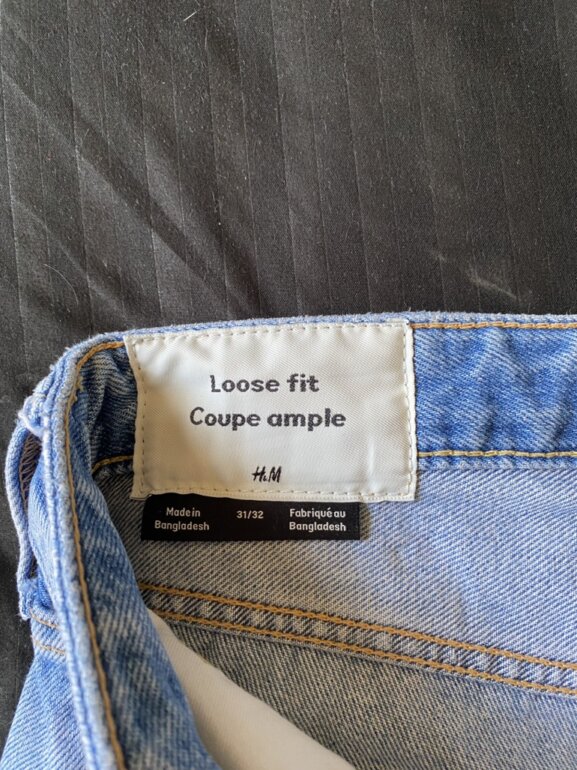 Loose fit
Coupe ample
H&M
Made in
Bangladesh
31/32
Fabriqué au
Bangladesh